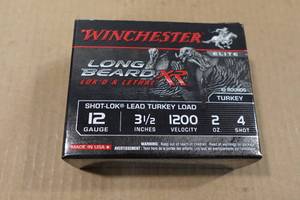 WINCHESTER
ELITE
LONG
BEARD XR
LOK'D & LETHAL
10 ROUNDS
TURKEY
SHOT-LOK® LEAD TURKEY LOAD
12 3 1/2 1200 2 4
GAUGE INCHES VELOCITY OZ. SHOT
MADE IN U.S.A.
WARNING: